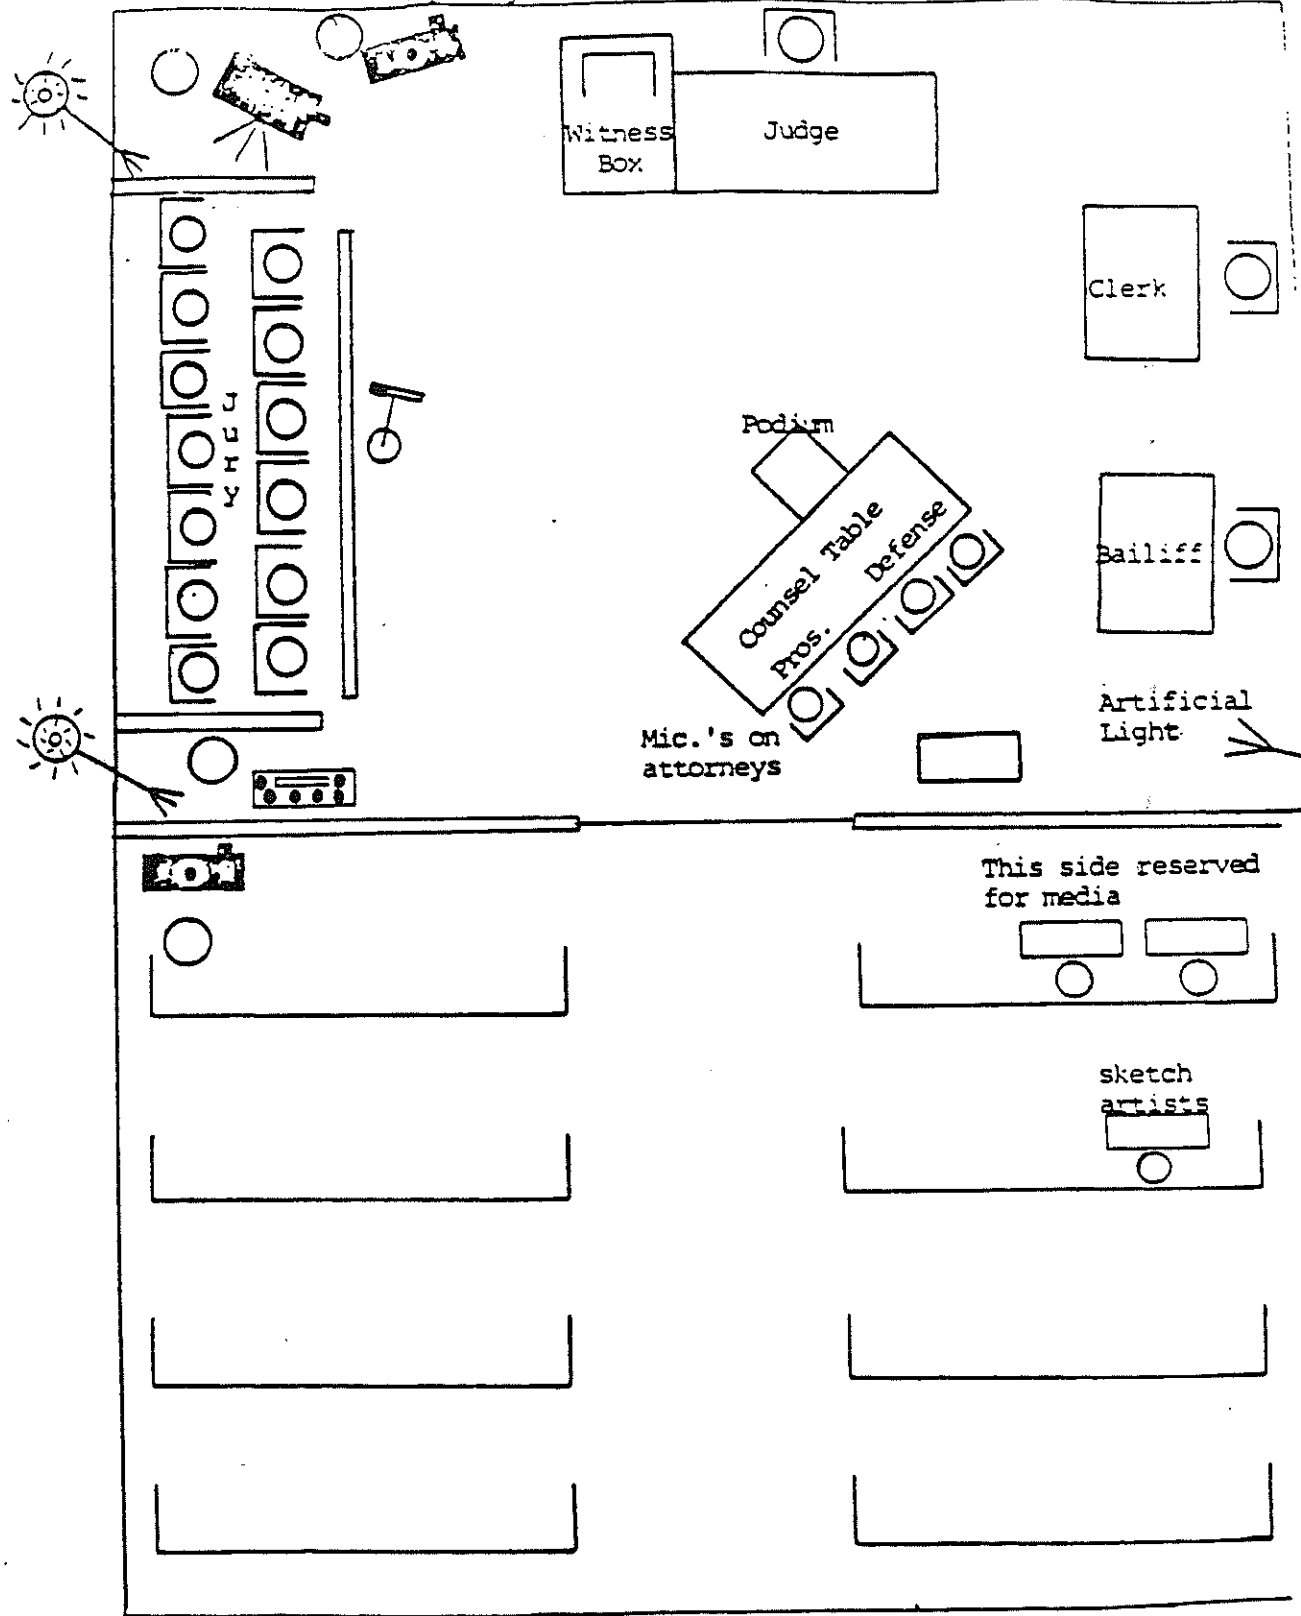 Witness
Box
Judge
Clerk
Jury
Podium
Counsel Table
Pros. Defense
Bailiff
Artificial
Light
Mic.'s on
attorneys
This side reserved
for media
sketch
artists